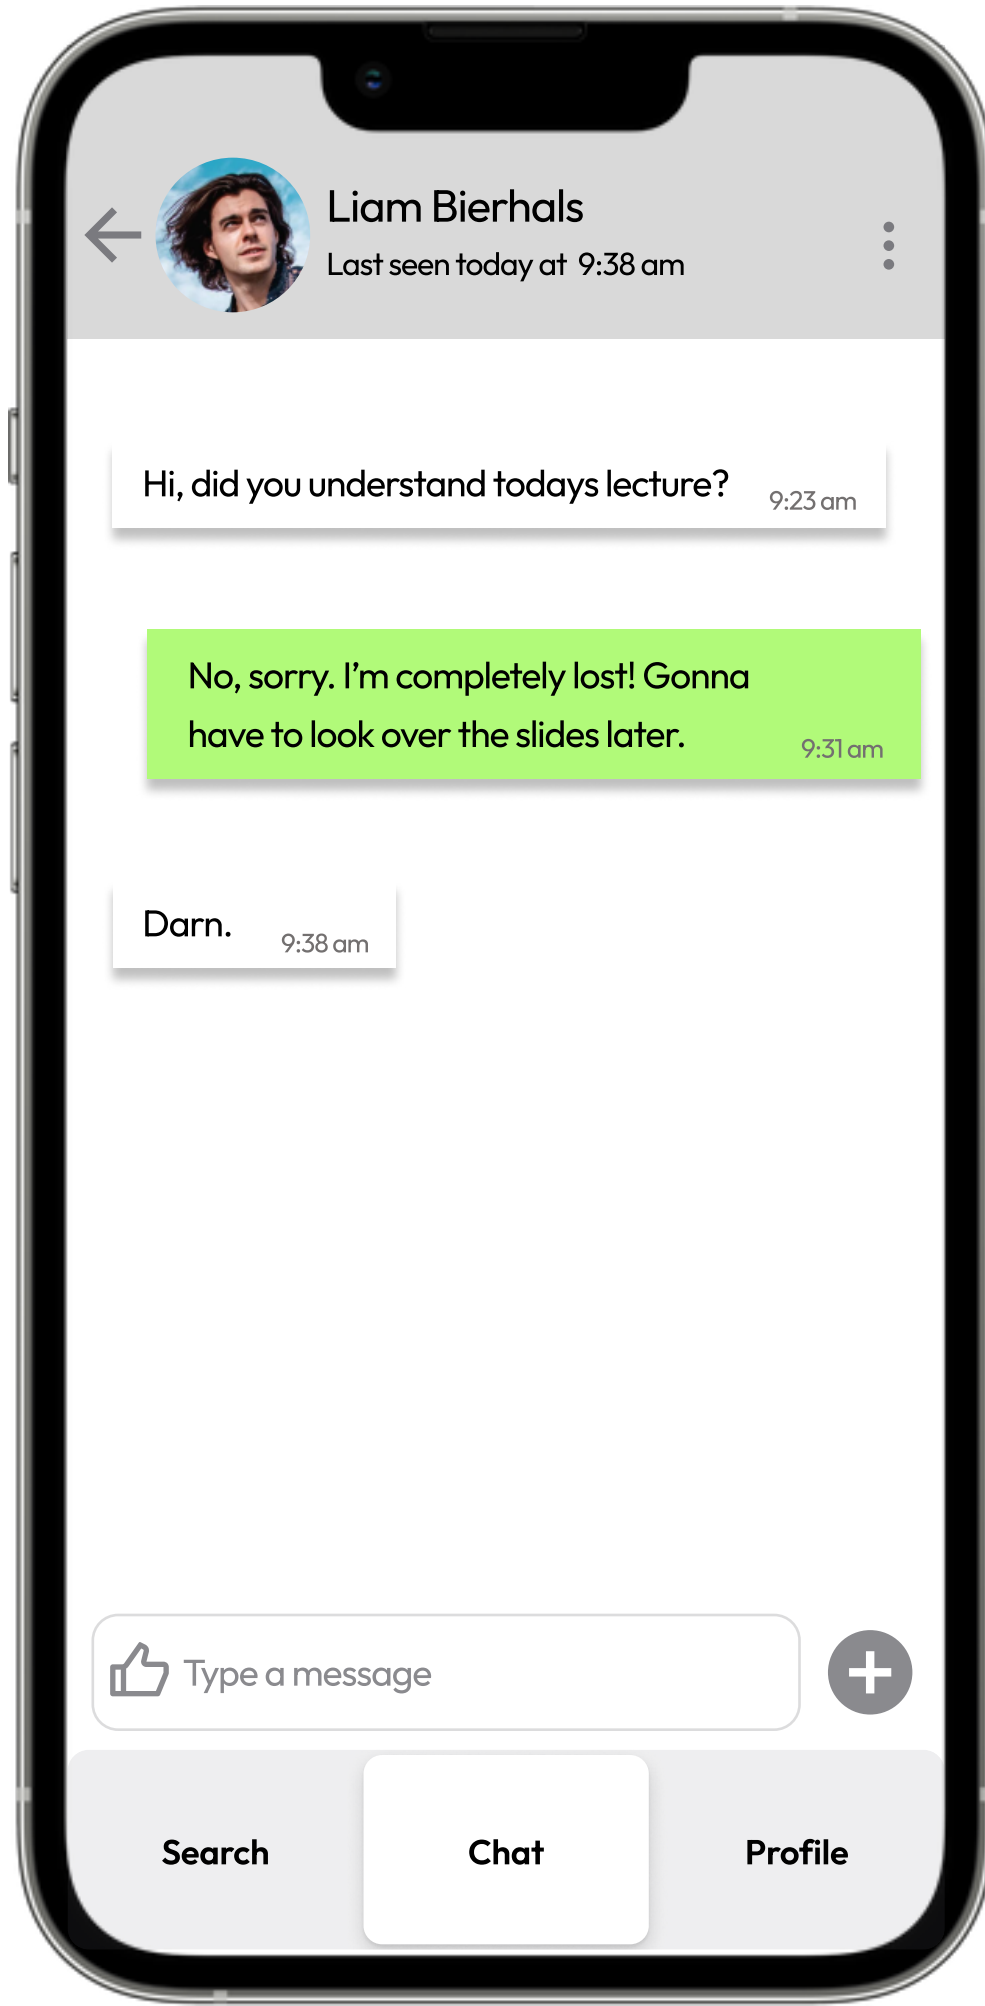 Liam Bierhals
Last seen today at 9:38 am
Hi, did you understand todays lecture?
9:23 am
No, sorry. I’m completely lost! Gonna
have to look over the slides later.
9:31 am
Darn.
9:38 am
Type a message
Search
Chat
Profile